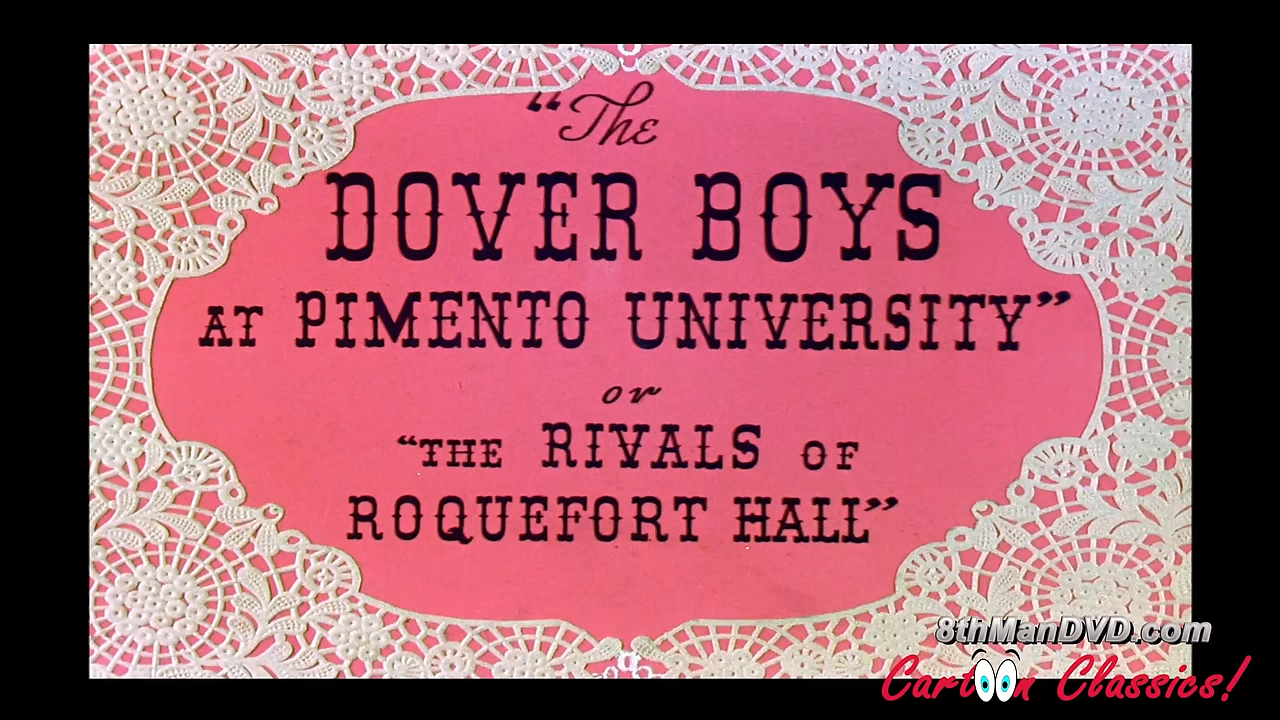 “The
DOVER BOYS
AT PIMENTO UNIVERSITY”
or
“THE RIVALS OF
ROQUEFORT HALL”
8thManDVD.com
Cartoon Classics!